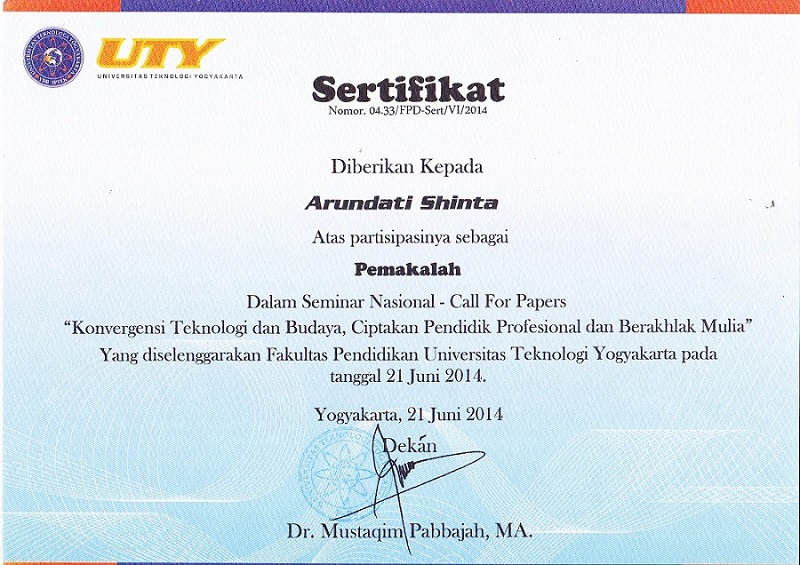 UTY
UNIVERSITAS TEKNOLOGI YOGYAKARTA
Sertifikat
Nomor. 04.33/FPD-Sert/VI/2014
Diberikan Kepada
Arundati Shinta
Atas partisipasinya sebagai
Pemakalah
Dalam Seminar Nasional - Call For Papers
“Konvergensi Teknologi dan Budaya, Ciptakan Pendidik Profesional dan Berakhlak Mulia”
Yang diselenggarakan Fakultas Pendidikan Universitas Teknologi Yogyakarta pada
tanggal 21 Juni 2014.
Yogyakarta, 21 Juni 2014
Dekan
Dr. Mustaqim Pabbajah, MA.